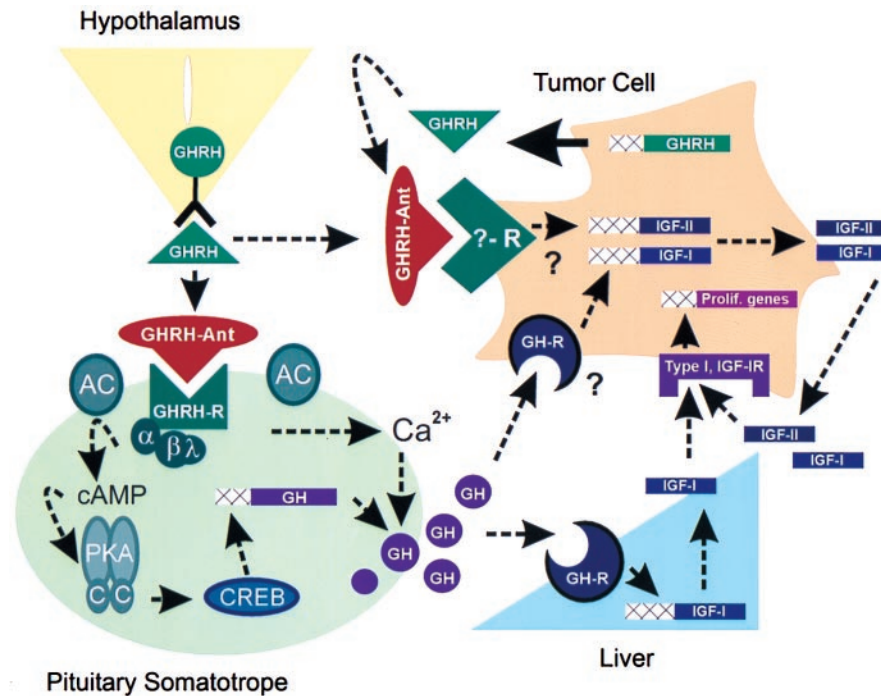 Hypothalamus
GHRH
GHRH
Tumor Cell
GHRH
GHRH
GHRH-Ant
?- R
?
IGF-II
IGF-I
IGF-II
IGF-I
Prolif. genes
GHRH-Ant
AC
AC
GHRH-R
α
βλ
Ca2+
GH-R
?
Type I, IGF-IR
IGF-II
IGF-I
cAMP
GH
GH
GH
GH
GH
IGF-I
PKA
C C
CREB
GH-R
IGF-I
Liver
Pituitary Somatotrope